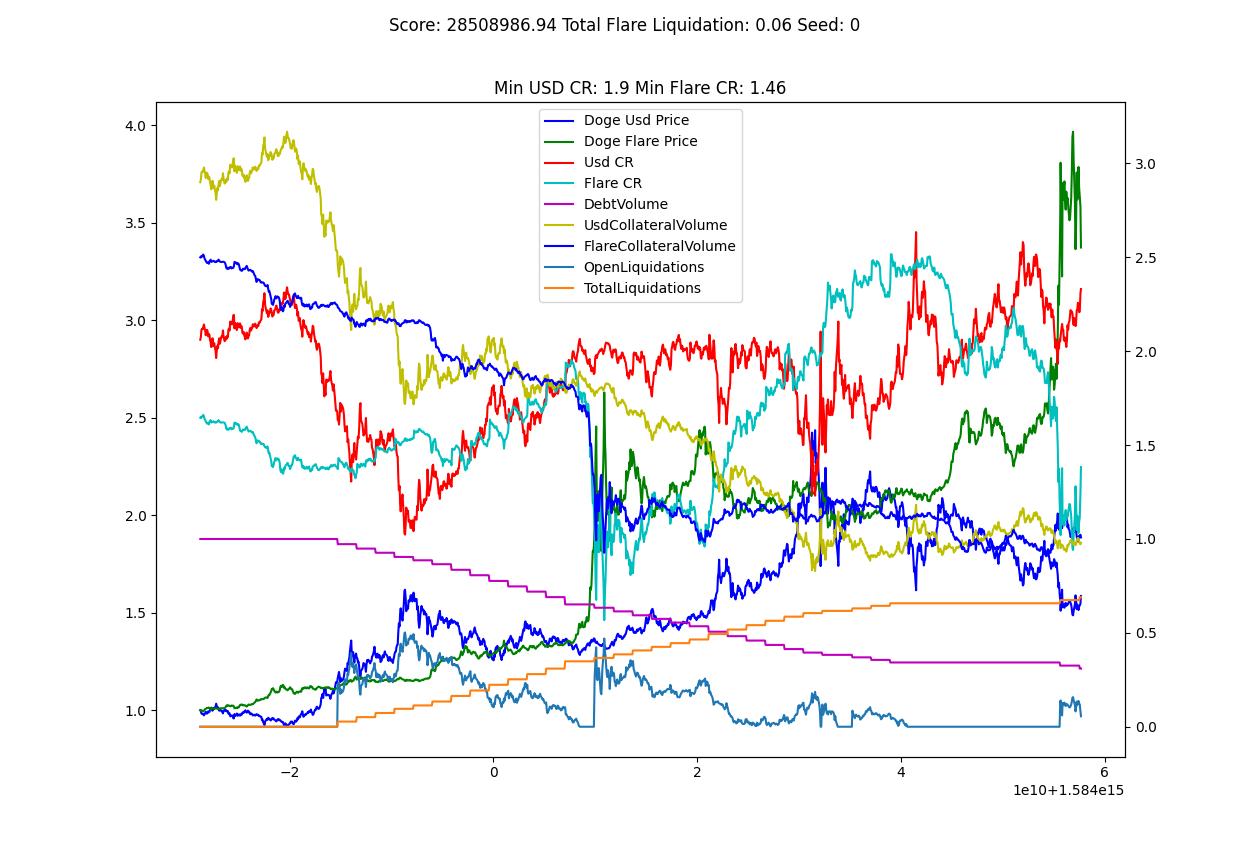 Score: 28508986.94 Total Flare Liquidation: 0.06 Seed: 0
Min USD CR: 1.9 Min Flare CR: 1.46
Doge Usd Price
Doge Flare Price
Usd CR
Flare CR
DebtVolume
UsdCollateralVolume
FlareCollateralVolume
OpenLiquidations
TotalLiquidations
4.0
3.5
3.0
2.5
2.0
1.5
1.0
3.0
2.5
2.0
1.5
1.0
0.5
0.0
−2 0 2 4 6
1e10+1.584e15